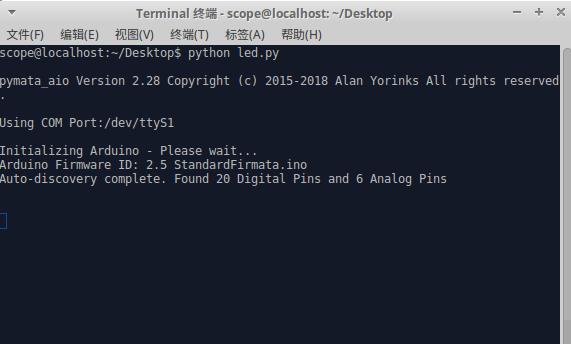 Terminal 终端 - scope@localhost: ~/Desktop
文件(F) 编辑(E) 视图(V) 终端(T) 标签(A) 帮助(H)
scope@localhost:~/Desktop$ python led.py
pymata_aio Version 2.28 Copyright (c) 2015-2018 Alan Yorinks All rights reserved
.
Using COM Port:/dev/ttyS1
Initializing Arduino - Please wait...
Arduino Firmware ID: 2.5 StandardFirmata.ino
Auto-discovery complete. Found 20 Digital Pins and 6 Analog Pins